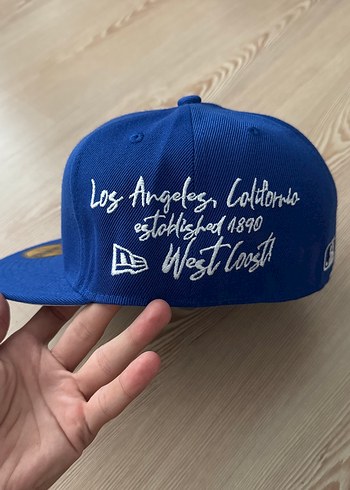 Los Angeles, California
established 1890
West Coast!